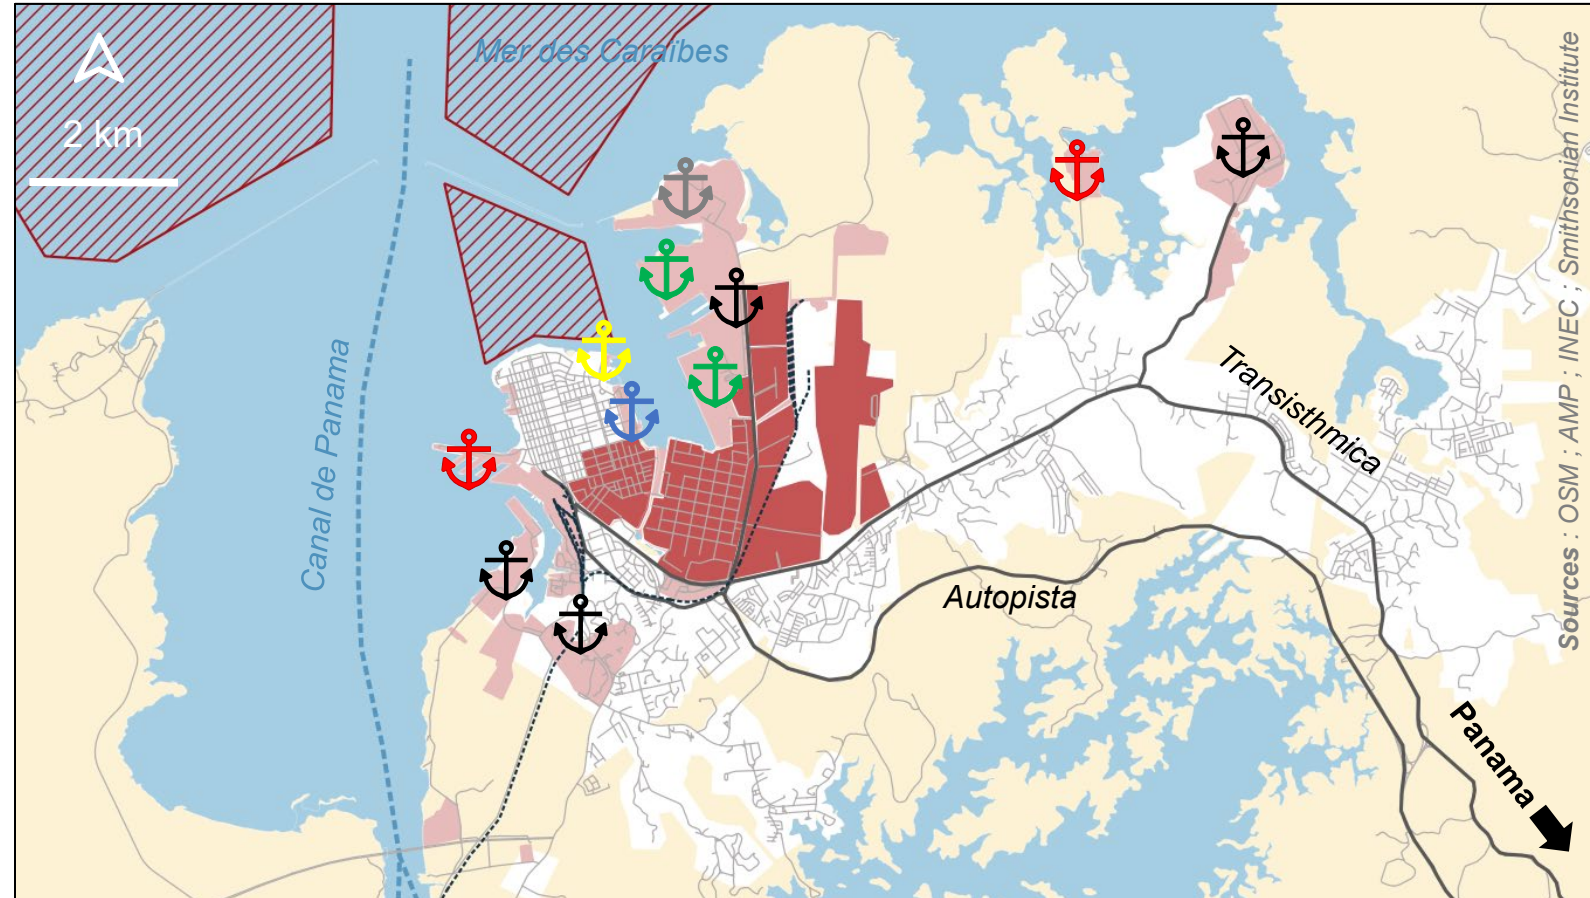 Mer des Caraïbes
2 km
Canal de Panama
Transisthmica
Autopista
Panama
Sources : OSM ; AMP ; INEC ; Smithsonian Institute